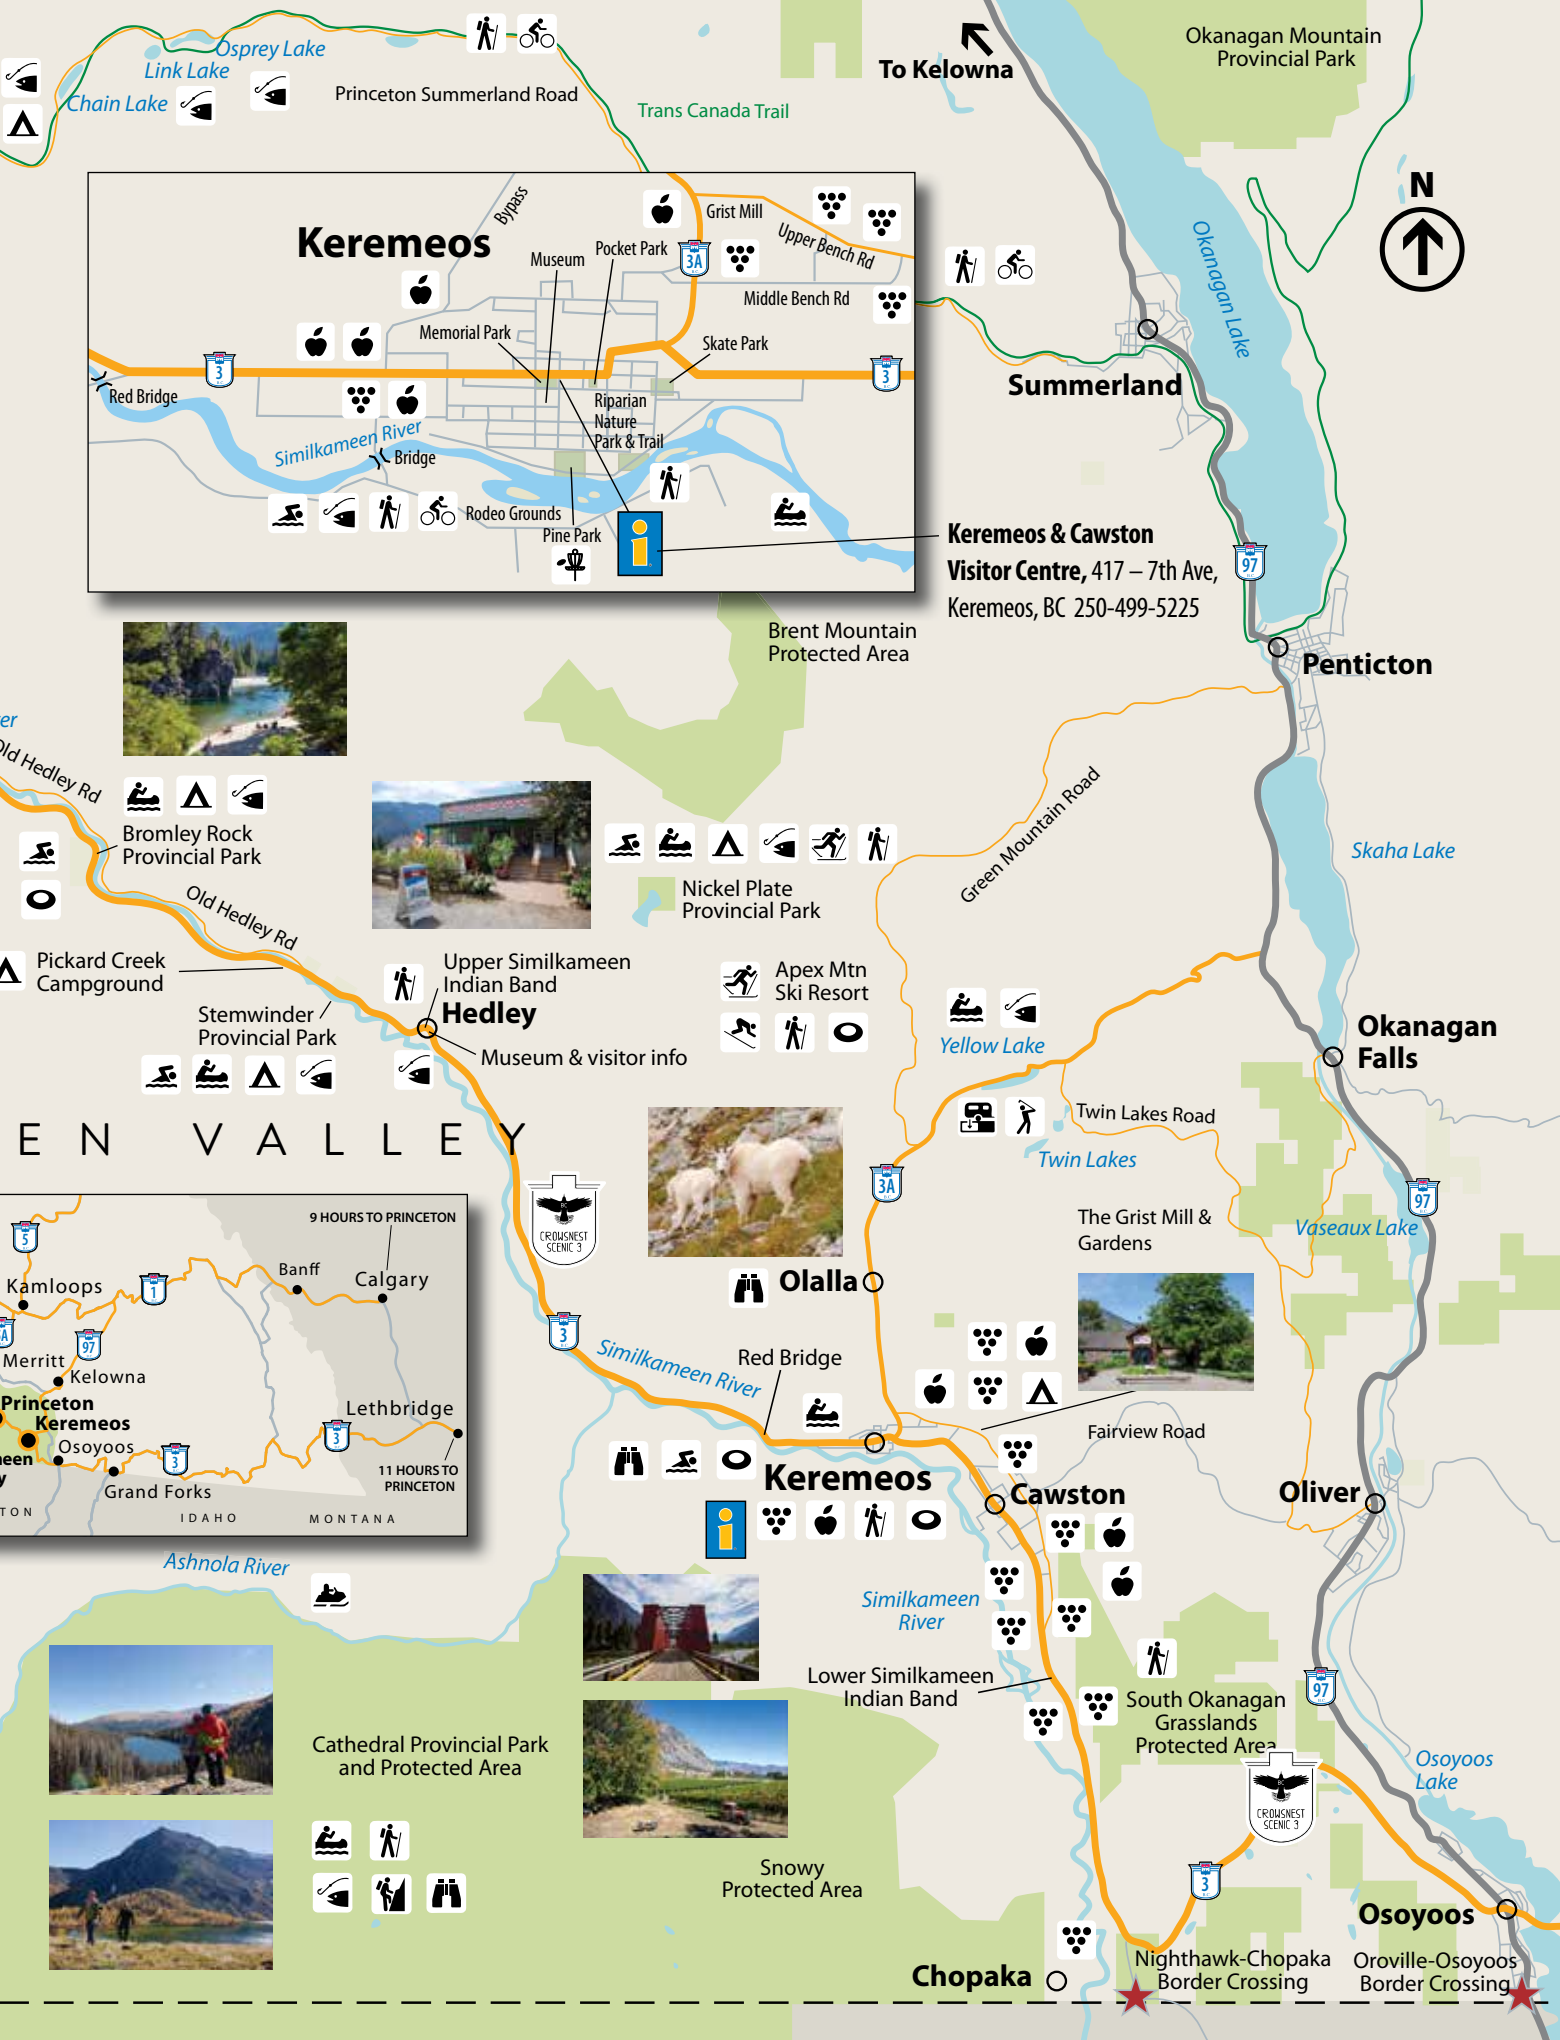 Osprey Lake
Link Lake
Chain Lake
Princeton Summerland Road
Trans Canada Trail
To Kelowna
Okanagan Mountain
Provincial Park
N
Okanagan Lake
Keremeos
Bypass
Museum
Pocket Park
Grist Mill
Upper Bench Rd
3A
Middle Bench Rd
Memorial Park
Skate Park
3
3
Red Bridge
Riparian
Nature
Park & Trail
Similkameen River
Bridge
Rodeo Grounds
Pine Park
i
Keremeos & Cawston
Visitor Centre, 417 – 7th Ave,
Keremeos, BC 250-499-5225
Summerland
97
Penticton
Brent Mountain
Protected Area
er
Old Hedley Rd
Bromley Rock
Provincial Park
Old Hedley Rd
Green Mountain Road
Skaha Lake
Nickel Plate
Provincial Park
Pickard Creek
Campground
Upper Similkameen
Indian Band
Hedley
Stemwinder
Provincial Park
Museum & visitor info
Apex Mtn
Ski Resort
Yellow Lake
Okanagan
Falls
Twin Lakes Road
Twin Lakes
EN VALLEY
3A
97
Vaseaux Lake
BC
CROWSNEST
SCENIC 3
The Grist Mill &
Gardens
Olalla
9 HOURS TO PRINCETON
5
Banff
Calgary
Kamloops
1
A
97
Merritt
Kelowna
Princeton
Keremeos
Osoyoos
een
y
Lethbridge
3
3
Grand Forks
11 HOURS TO
PRINCETON
TON
IDAHO
MONTANA
3
Similkameen River
Red Bridge
Fairview Road
Keremeos
i
Cawston
Oliver
Ashnola River
Similkameen
River
Lower Similkameen
Indian Band
South Okanagan
Grasslands
Protected Area
97
Cathedral Provincial Park
and Protected Area
Osoyoos
Lake
BC
CROWSNEST
SCENIC 3
Snowy
Protected Area
3
Osoyoos
Chopaka
Nighthawk-Chopaka
Border Crossing
Oroville-Osoyoos
Border Crossing